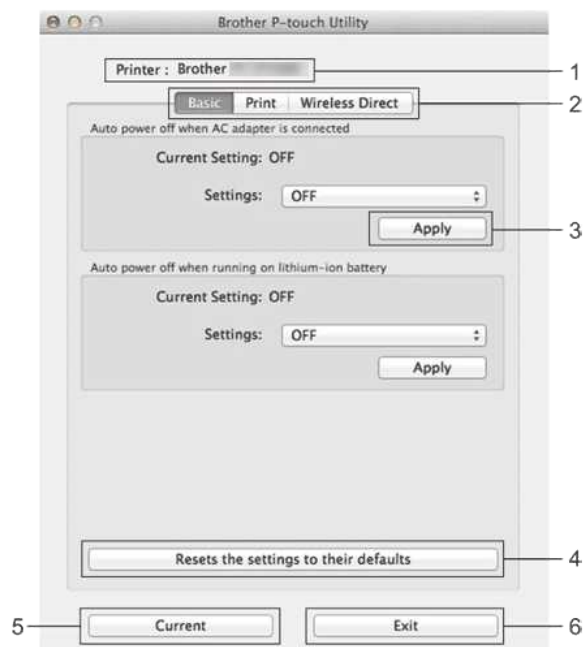 Brother P-touch Utility
Printer : Brother
1
Basic Print Wireless Direct
2
Auto power off when AC adapter is connected
Current Setting: OFF
Settings: OFF
Apply
3
Auto power off when running on lithium-ion battery
Current Setting: OFF
Settings: OFF
Apply
Resets the settings to their defaults
4
5
Current
Exit
6